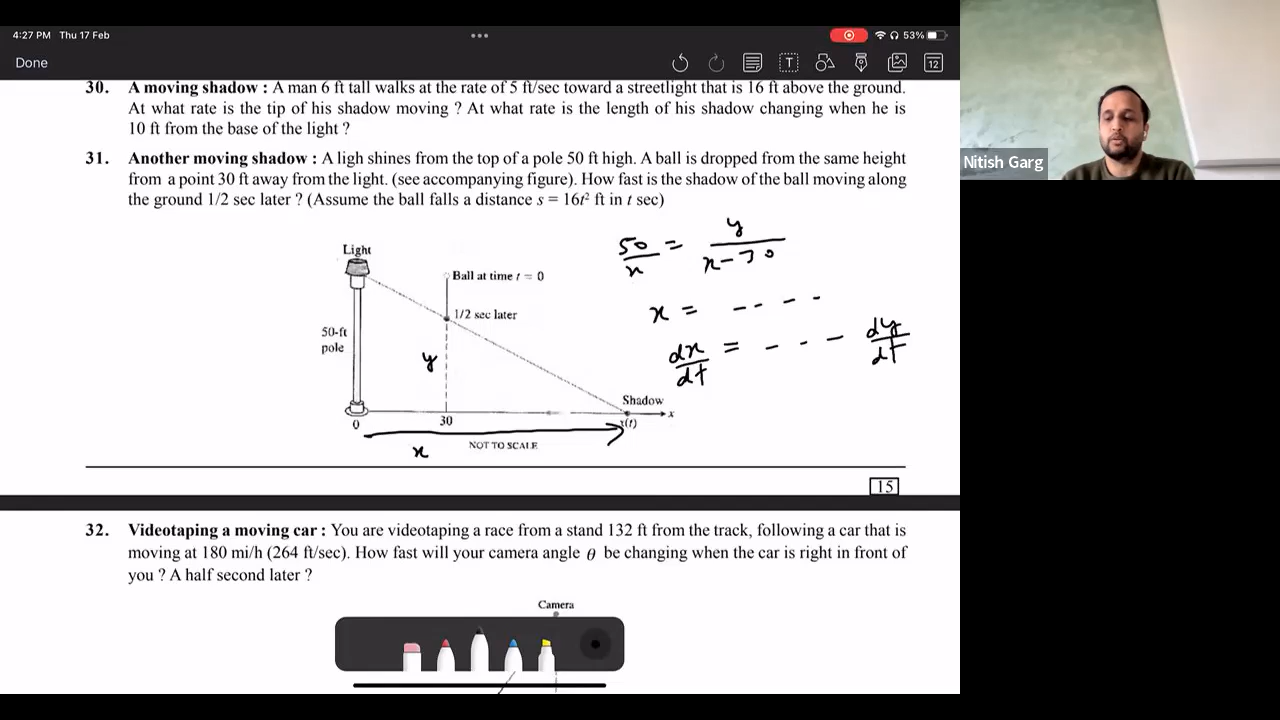 4:27 PM Thu 17 Feb
53%
Done
12
30. A moving shadow : A man 6 ft tall walks at the rate of 5 ft/sec toward a streetlight that is 16 ft above the ground.
At what rate is the tip of his shadow moving ? At what rate is the length of his shadow changing when he is
10 ft from the base of the light ?
31. Another moving shadow : A ligh shines from the top of a pole 50 ft high. A ball is dropped from the same height
from a point 30 ft away from the light. (see accompanying figure). How fast is the shadow of the ball moving along
the ground 1/2 sec later ? (Assume the ball falls a distance s = 16t² ft in t sec)
50/x = y/(x-30)
Light
Ball at time t = 0
1/2 sec later
x = - - - -
50-ft
pole
y
dx/dt = - - - dy/dt
Shadow
0
30
x(t)
x
x
NOT TO SCALE
15
32. Videotaping a moving car : You are videotaping a race from a stand 132 ft from the track, following a car that is
moving at 180 mi/h (264 ft/sec). How fast will your camera angle θ be changing when the car is right in front of
you ? A half second later ?
Camera
Nitish Garg